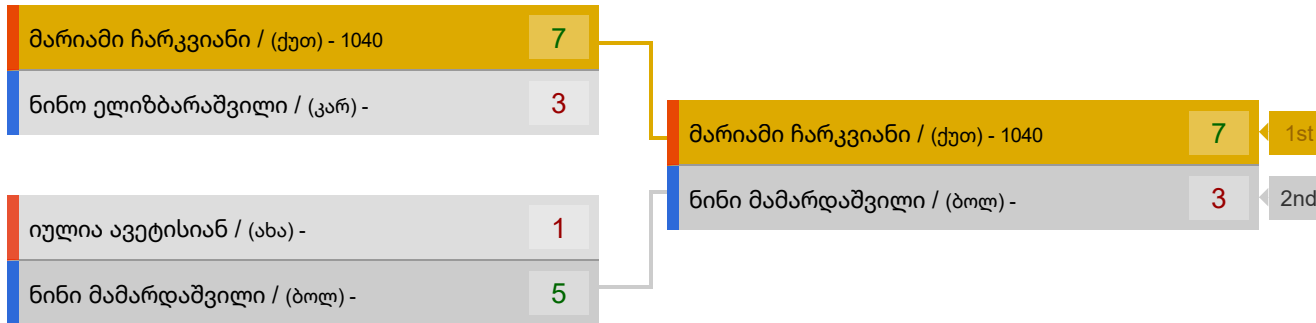 მარიამი ჩარკვიანი / (ქუთ) - 1040 7
ნინო ელიზბარაშვილი / (კარ) - 3
იულია ავეტისიან / (ახა) - 1
ნინი მამარდაშვილი / (ბოლ) - 5
მარიამი ჩარკვიანი / (ქუთ) - 1040 7 1st
ნინი მამარდაშვილი / (ბოლ) - 3 2nd